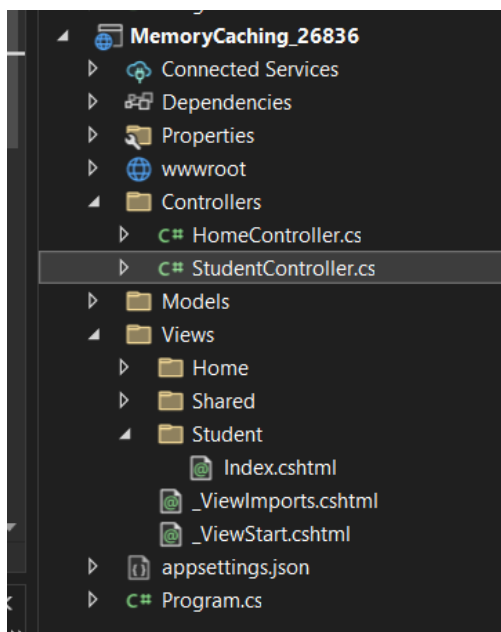 MemoryCaching_26836
Connected Services
Dependencies
Properties
wwwroot
Controllers
C# HomeController.cs
C# StudentController.cs
Models
Views
Home
Shared
Student
@ Index.cshtml
@ _ViewImports.cshtml
@ _ViewStart.cshtml
appsettings.json
C# Program.cs